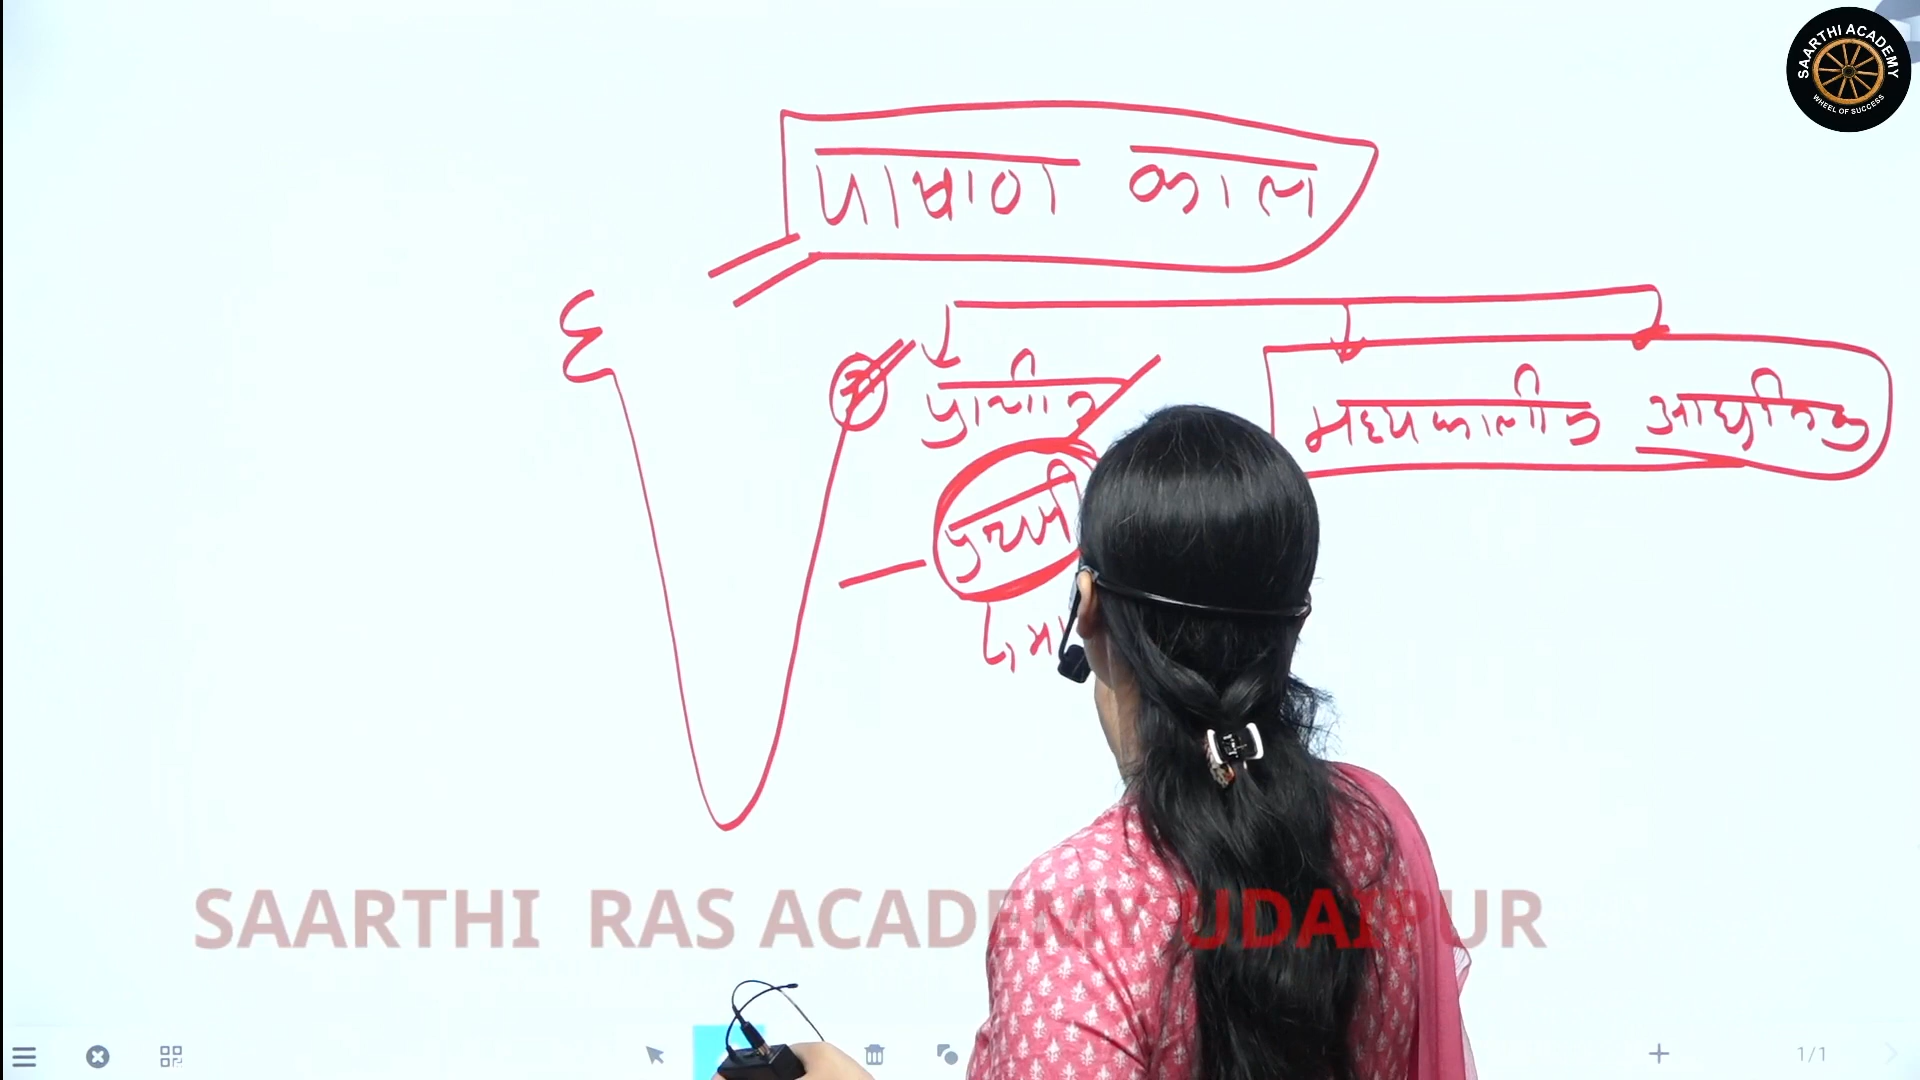 SAARTHI ACADEMY
WHEEL OF SUCCESS
पाषाण काल
प्राचीन
मध्यकालीन आधुनिक
SAARTHI RAS ACADEMY UDAIPUR
1/1